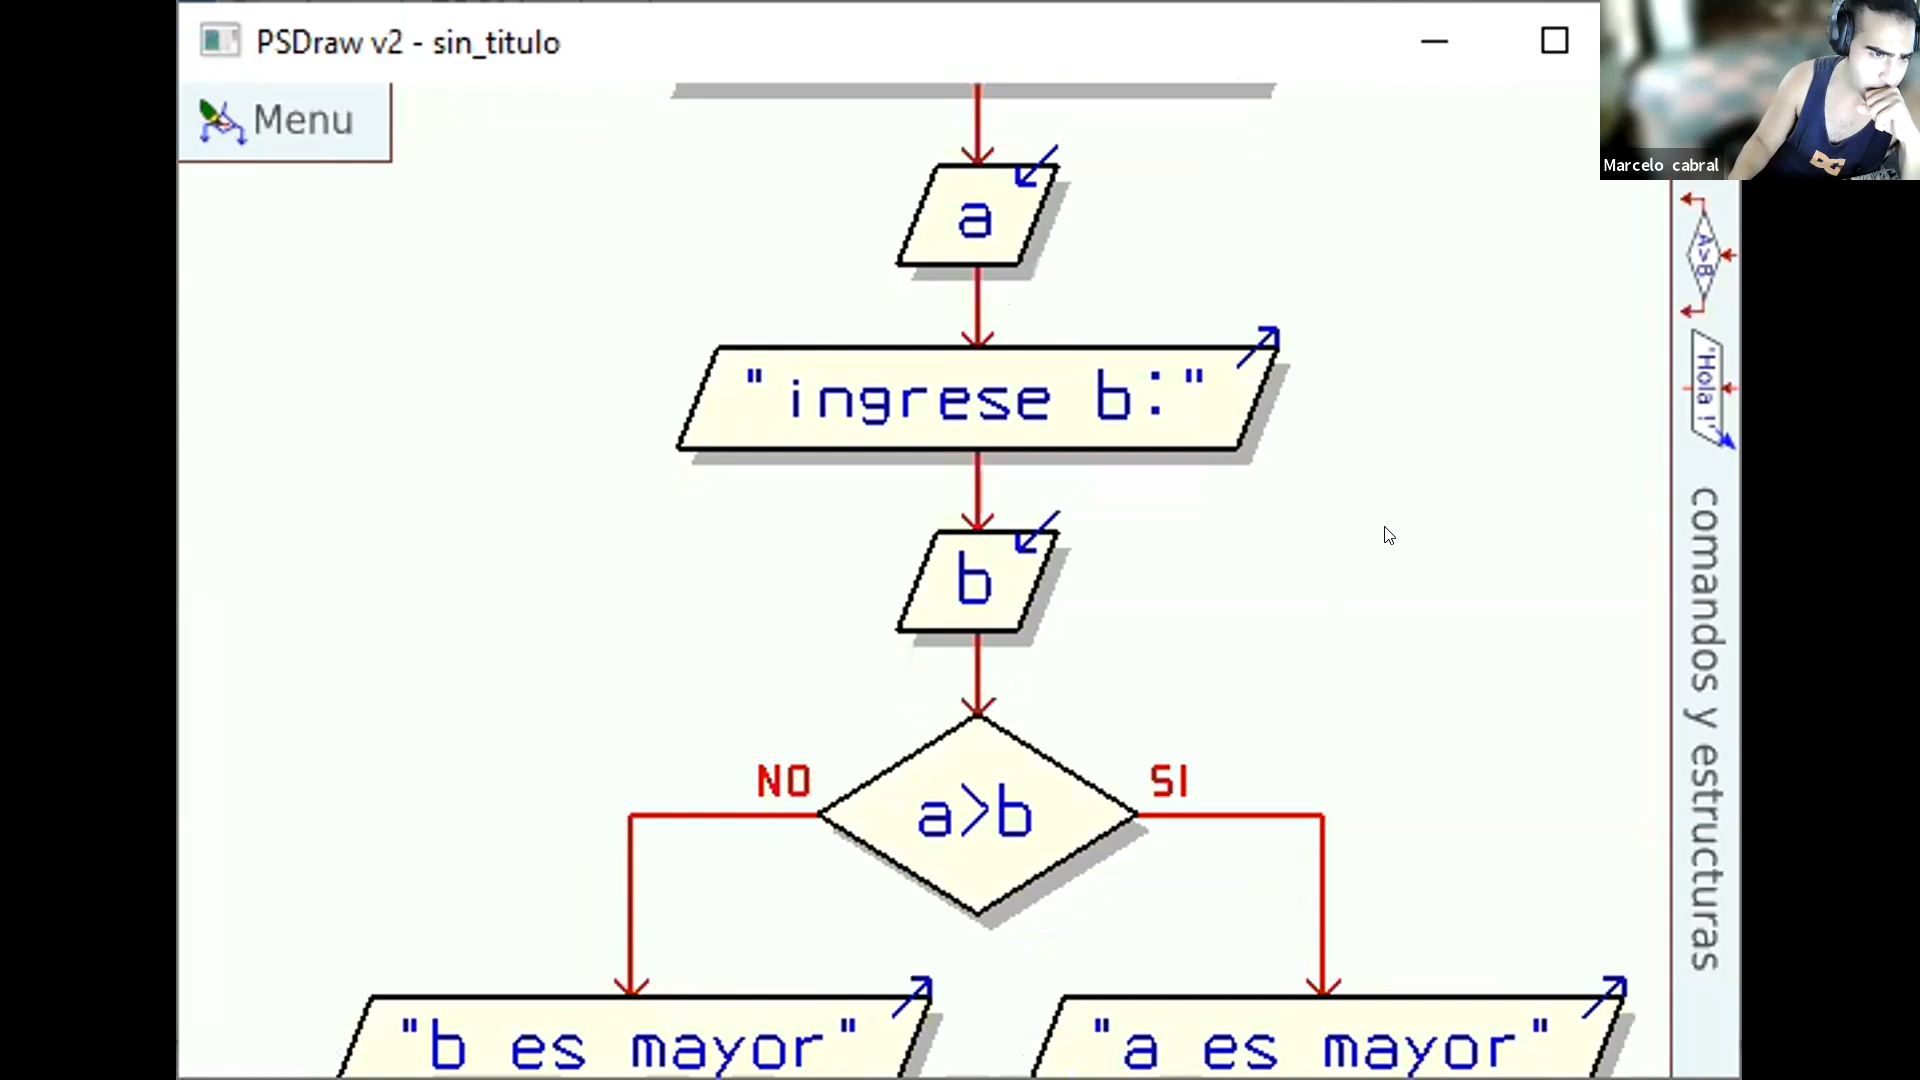 PSDraw v2 - sin_titulo
Menu
Marcelo cabral
a
"ingrese b:"
b
a>b
NO
SI
"b es mayor"
"a es mayor"
A>B
'Hola !'
comandos y estructuras